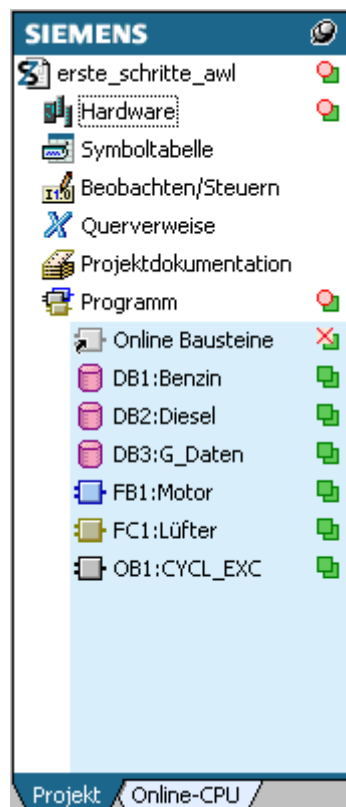 SIEMENS
erste_schritte_awl
Hardware
Symboltabelle
Beobachten/Steuern
Querverweise
Projektdokumentation
Programm
Online Bausteine
DB1:Benzin
DB2:Diesel
DB3:G_Daten
FB1:Motor
FC1:Lüfter
OB1:CYCL_EXC
Projekt Online-CPU